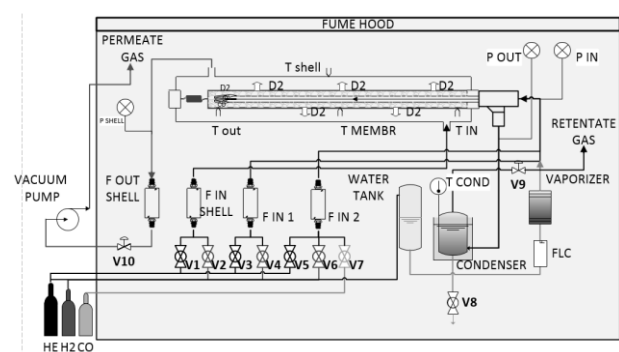 FUME HOOD
PERMEATE
GAS
P OUT
P IN
T shell
D2
D2
D2
D2
P SHELL
D2
D2
D2
T out
T MEMBR
T IN
RETENTATE
GAS
VACUUM
PUMP
F OUT
SHELL
F IN
SHELL
F IN 1
F IN 2
WATER
TANK
T COND
V9
VAPORIZER
V10
V1
V2
V3
V4
V5
V6
V7
CONDENSER
FLC
V8
HE
H2
CO